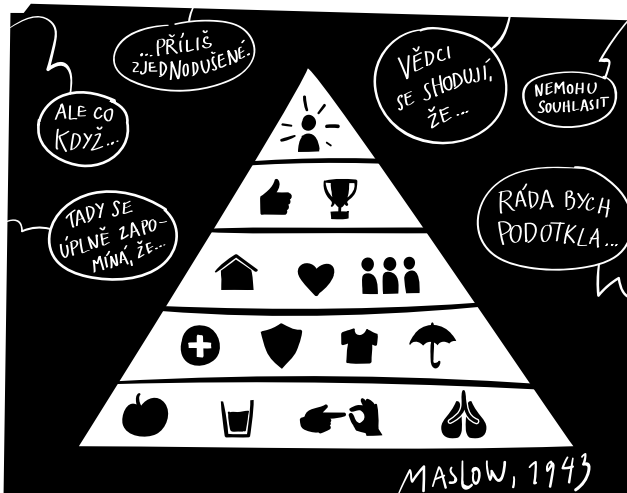 ...PŘÍLIŠ
ZJEDNODUŠENÉ.
VĚDCI
SE SHODUJÍ,
ŽE...
NEMOHU
SOUHLASIT
ALE CO
KDYŽ...
TADY SE
ÚPLNĚ ZAPO-
MÍNÁ, ŽE...
RÁDA BYCH
PODOTKLA...
MASLOW, 1943